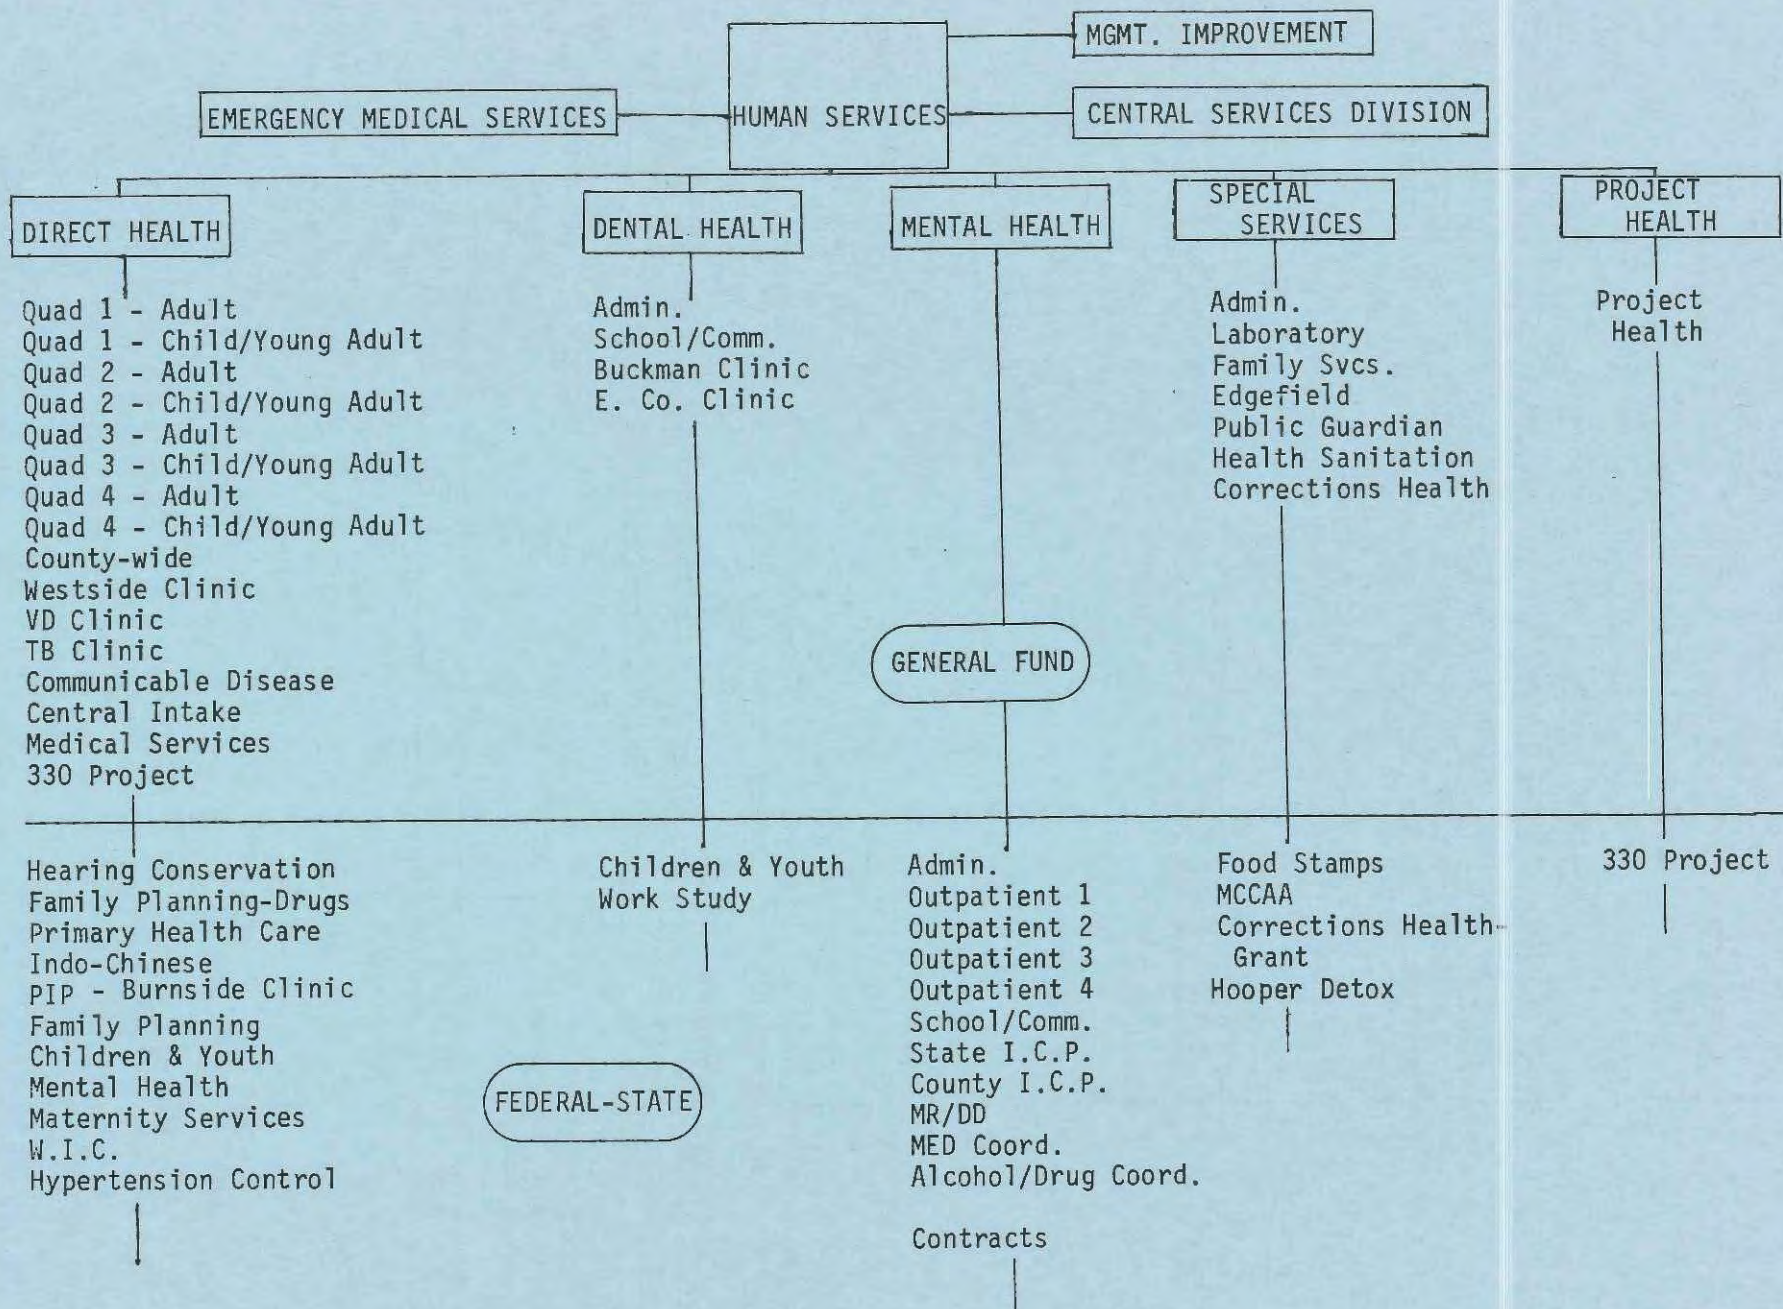 MGMT. IMPROVEMENT
EMERGENCY MEDICAL SERVICES
HUMAN SERVICES
CENTRAL SERVICES DIVISION
DIRECT HEALTH
DENTAL HEALTH
MENTAL HEALTH
SPECIAL
SERVICES
PROJECT
HEALTH
Quad 1 - Adult
Quad 1 - Child/Young Adult
Quad 2 - Adult
Quad 2 - Child/Young Adult
Quad 3 - Adult
Quad 3 - Child/Young Adult
Quad 4 - Adult
Quad 4 - Child/Young Adult
County-wide
Westside Clinic
VD Clinic
TB Clinic
Communicable Disease
Central Intake
Medical Services
330 Project
Admin.
School/Comm.
Buckman Clinic
E. Co. Clinic
GENERAL FUND
Admin.
Laboratory
Family Svcs.
Edgefield
Public Guardian
Health Sanitation
Corrections Health
Project
Health
Hearing Conservation
Family Planning-Drugs
Primary Health Care
Indo-Chinese
PIP - Burnside Clinic
Family Planning
Children & Youth
Mental Health
Maternity Services
W.I.C.
Hypertension Control
Children & Youth
Work Study
FEDERAL-STATE
Admin.
Outpatient 1
Outpatient 2
Outpatient 3
Outpatient 4
School/Comm.
State I.C.P.
County I.C.P.
MR/DD
MED Coord.
Alcohol/Drug Coord.
Contracts
Food Stamps
MCCAA
Corrections Health-
Grant
Hooper Detox
330 Project